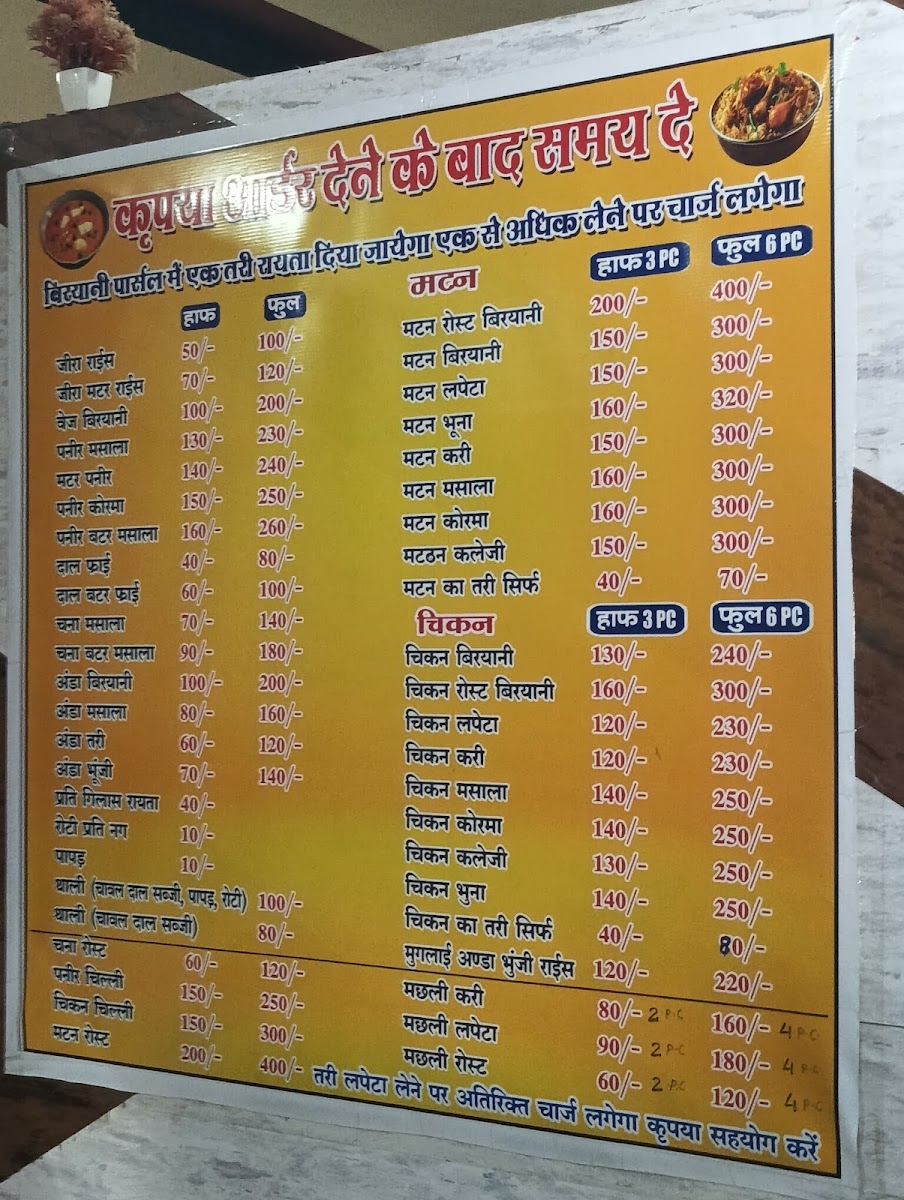 कृपया आर्डर देने के बाद समय दे
बिरयानी पार्सल में एक तरी रायता दिया जायेगा एक से अधिक लेने पर चार्ज लगेगा
हाफ फुल
जीरा राईस 50/- 100/-
जीरा मटर राईस 70/- 120/-
वेज बिरयानी 100/- 200/-
पनीर मसाला 130/- 230/-
मटर पनीर 140/- 240/-
पनीर कोरमा 150/- 250/-
पनीर बटर मसाला 160/- 260/-
दाल फाई 40/- 80/-
दाल बटर फाई 60/- 100/-
चना मसाला 70/- 140/-
चना बटर मसाला 90/- 180/-
अंडा बिरयानी 100/- 200/-
अंडा मसाला 80/- 160/-
अंडा तरी 60/- 120/-
अंडा भूंजी 70/- 140/-
प्रति गिलास रायता 40/-
रोटी प्रति नग 10/-
पापड़ 10/-
थाली (चावल दाल सब्जी, पापड़, रोटी) 100/-
थाली (चावल दाल सब्जी) 80/-
चना रोस्ट 60/- 120/-
पनीर चिल्ली 150/- 250/-
चिकन चिल्ली 150/- 300/-
मटन रोस्ट 200/- 400/-
मटन हाफ 3 PC फुल 6 PC
मटन रोस्ट बिरयानी 200/- 400/-
मटन बिरयानी 150/- 300/-
मटन लपेटा 150/- 300/-
मटन भूना 160/- 320/-
मटन करी 150/- 300/-
मटन मसाला 160/- 300/-
मटन कोरमा 160/- 300/-
मटठन कलेजी 150/- 300/-
मटन का तरी सिर्फ 40/- 70/-
चिकन हाफ 3 PC फुल 6 PC
चिकन बिरयानी 130/- 240/-
चिकन रोस्ट बिरयानी 160/- 300/-
चिकन लपेटा 120/- 230/-
चिकन करी 120/- 230/-
चिकन मसाला 140/- 250/-
चिकन कोरमा 140/- 250/-
चिकन कलेजी 130/- 250/-
चिकन भुना 140/- 250/-
चिकन का तरी सिर्फ 40/- 80/-
मुगलाई अण्डा भुंजी राईस 120/- 220/-
मछली करी 80/- 2 P.C 160/- 4 P.C
मछली लपेटा 90/- 2 P.C 180/- 4 P.C
मछली रोस्ट 60/- 2 P.C 120/- 4 P.C
तरी लपेटा लेने पर अतिरिक्त चार्ज लगेगा कृपया सहयोग करें